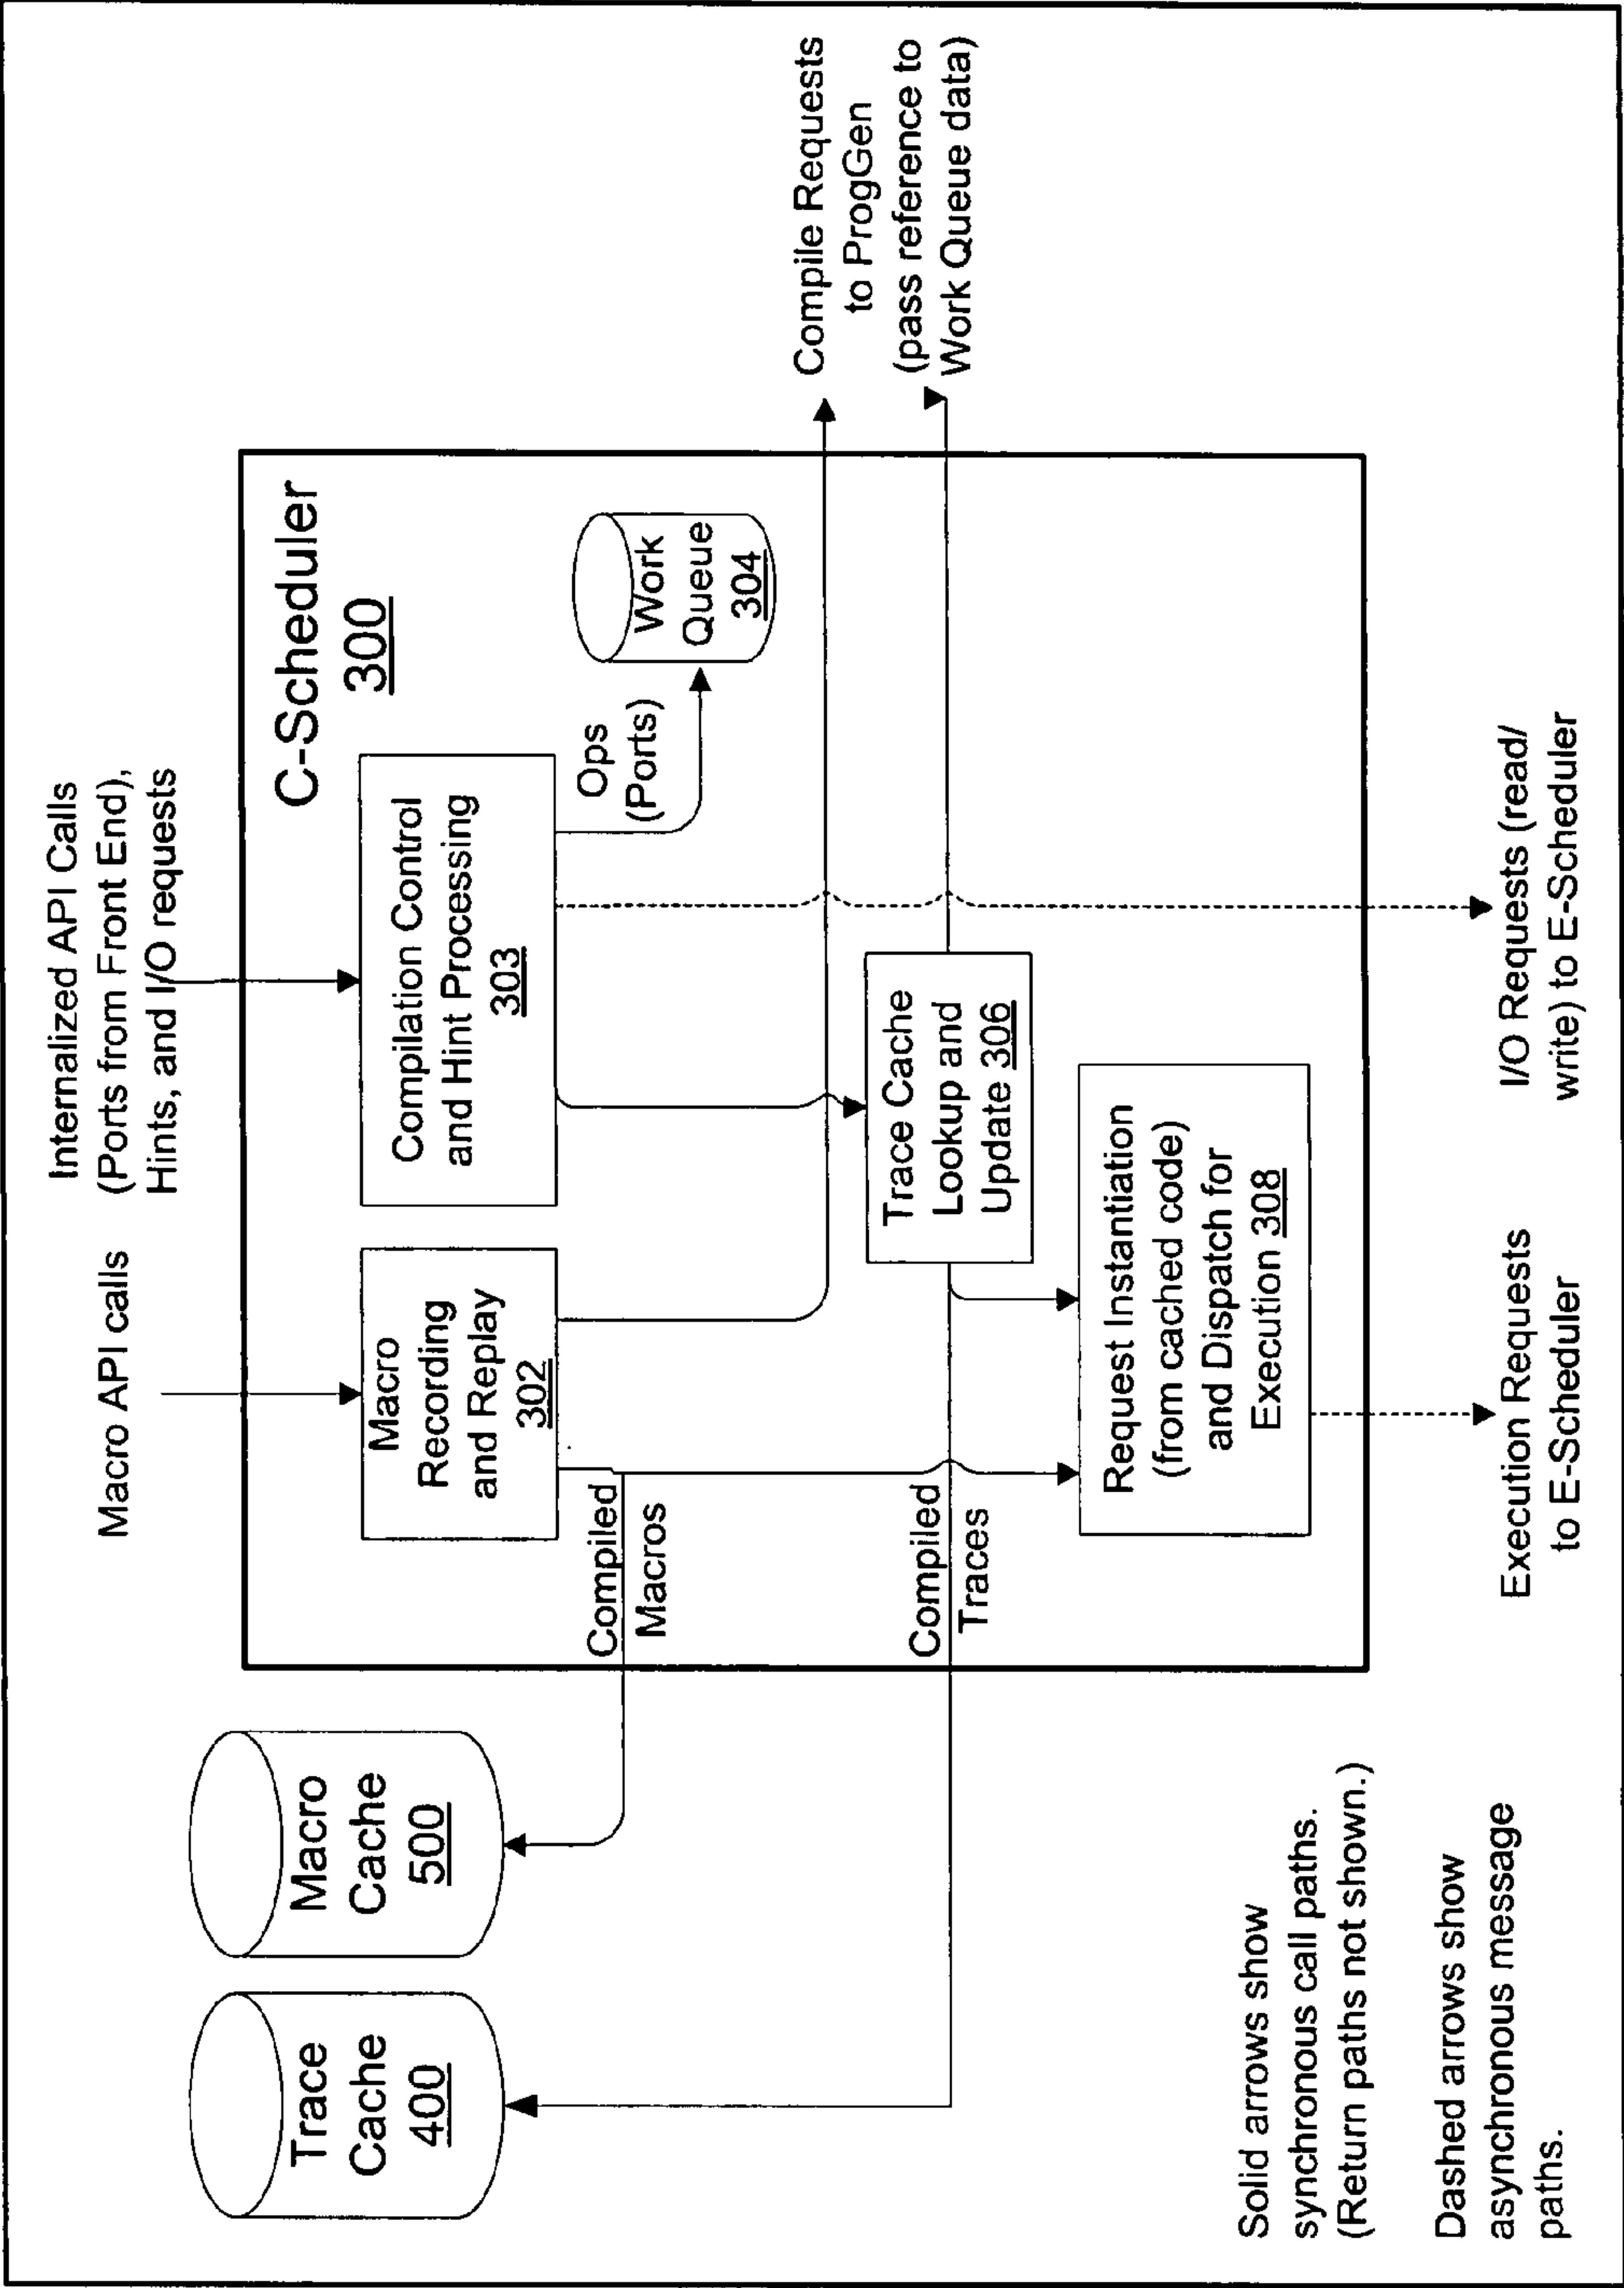 Macro API calls
Internalized API Calls
(Ports from Front End),
Hints, and I/O requests
Trace
Cache
400
Macro
Cache
500
C-Scheduler
300
Macro
Recording
and Replay
302
Compilation Control
and Hint Processing
303
Ops
(Ports)
Work
Queue
304
Compiled
Macros
Compile Requests
to ProgGen
(pass reference to
Work Queue data)
Trace Cache
Lookup and
Update 306
Compiled
Traces
Request Instantiation
(from cached code)
and Dispatch for
Execution 308
Solid arrows show
synchronous call paths.
(Return paths not shown.)
Dashed arrows show
asynchronous message
paths.
Execution Requests
to E-Scheduler
I/O Requests (read/
write) to E-Scheduler